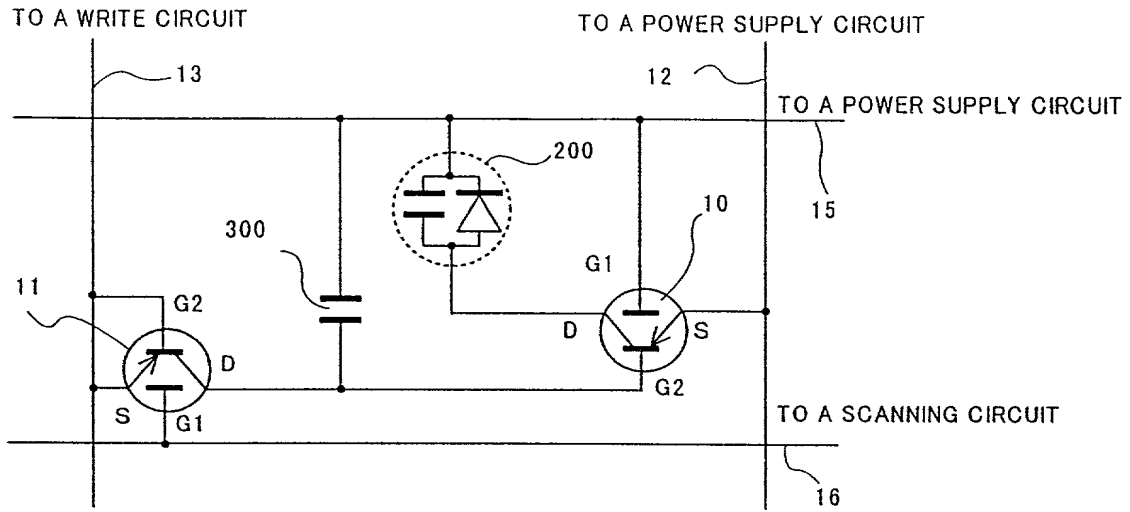 TO A WRITE CIRCUIT
TO A POWER SUPPLY CIRCUIT
13
12
TO A POWER SUPPLY CIRCUIT
200
15
10
300
G1
11
G2
D
S
D
G2
S
G1
TO A SCANNING CIRCUIT
16